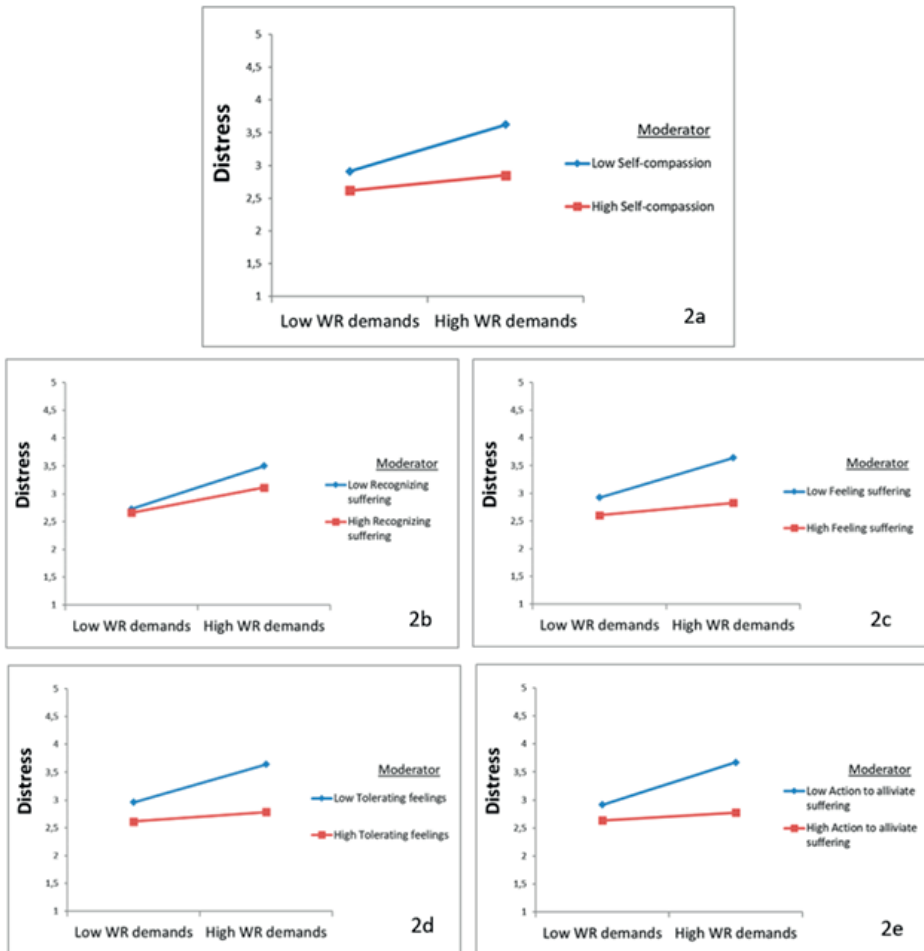 5
4,5
4
3,5
3
2,5
2
1,5
1
Distress
Low WR demands High WR demands
Moderator
Low Self-compassion
High Self-compassion
2a
5
4,5
4
3,5
3
2,5
2
1,5
1
Distress
Low WR demands High WR demands
Moderator
Low Recognizing
suffering
High Recognizing
suffering
2b
5
4,5
4
3,5
3
2,5
2
1,5
1
Distress
Low WR demands High WR demands
Moderator
Low Feeling suffering
High Feeling suffering
2c
5
4,5
4
3,5
3
2,5
2
1,5
1
Distress
Low WR demands High WR demands
Moderator
Low Tolerating feelings
High Tolerating feelings
2d
5
4,5
4
3,5
3
2,5
2
1,5
1
Distress
Low WR demands High WR demands
Moderator
Low Action to alliviate
suffering
High Action to alliviate
suffering
2e